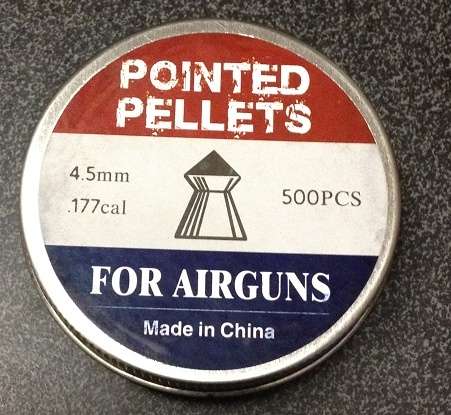 POINTED
PELLETS
4.5mm
.177cal
500PCS
FOR AIRGUNS
Made in China